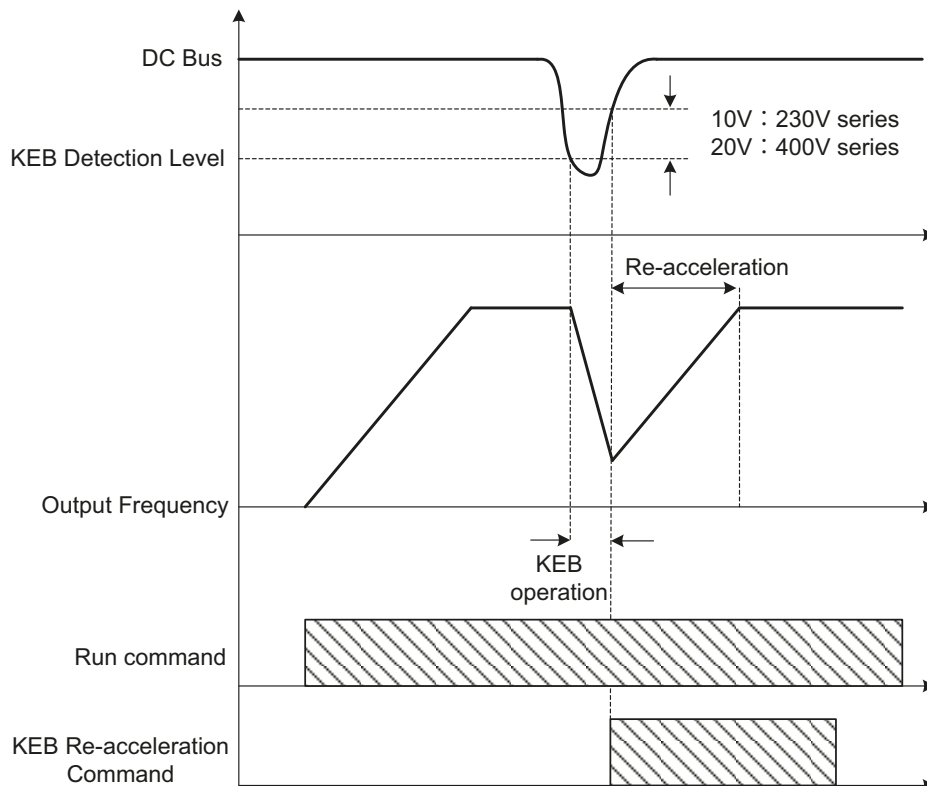 DC Bus
10V：230V series
20V：400V series
KEB Detection Level
Re-acceleration
Output Frequency
KEB
operation
Run command
KEB Re-acceleration
Command